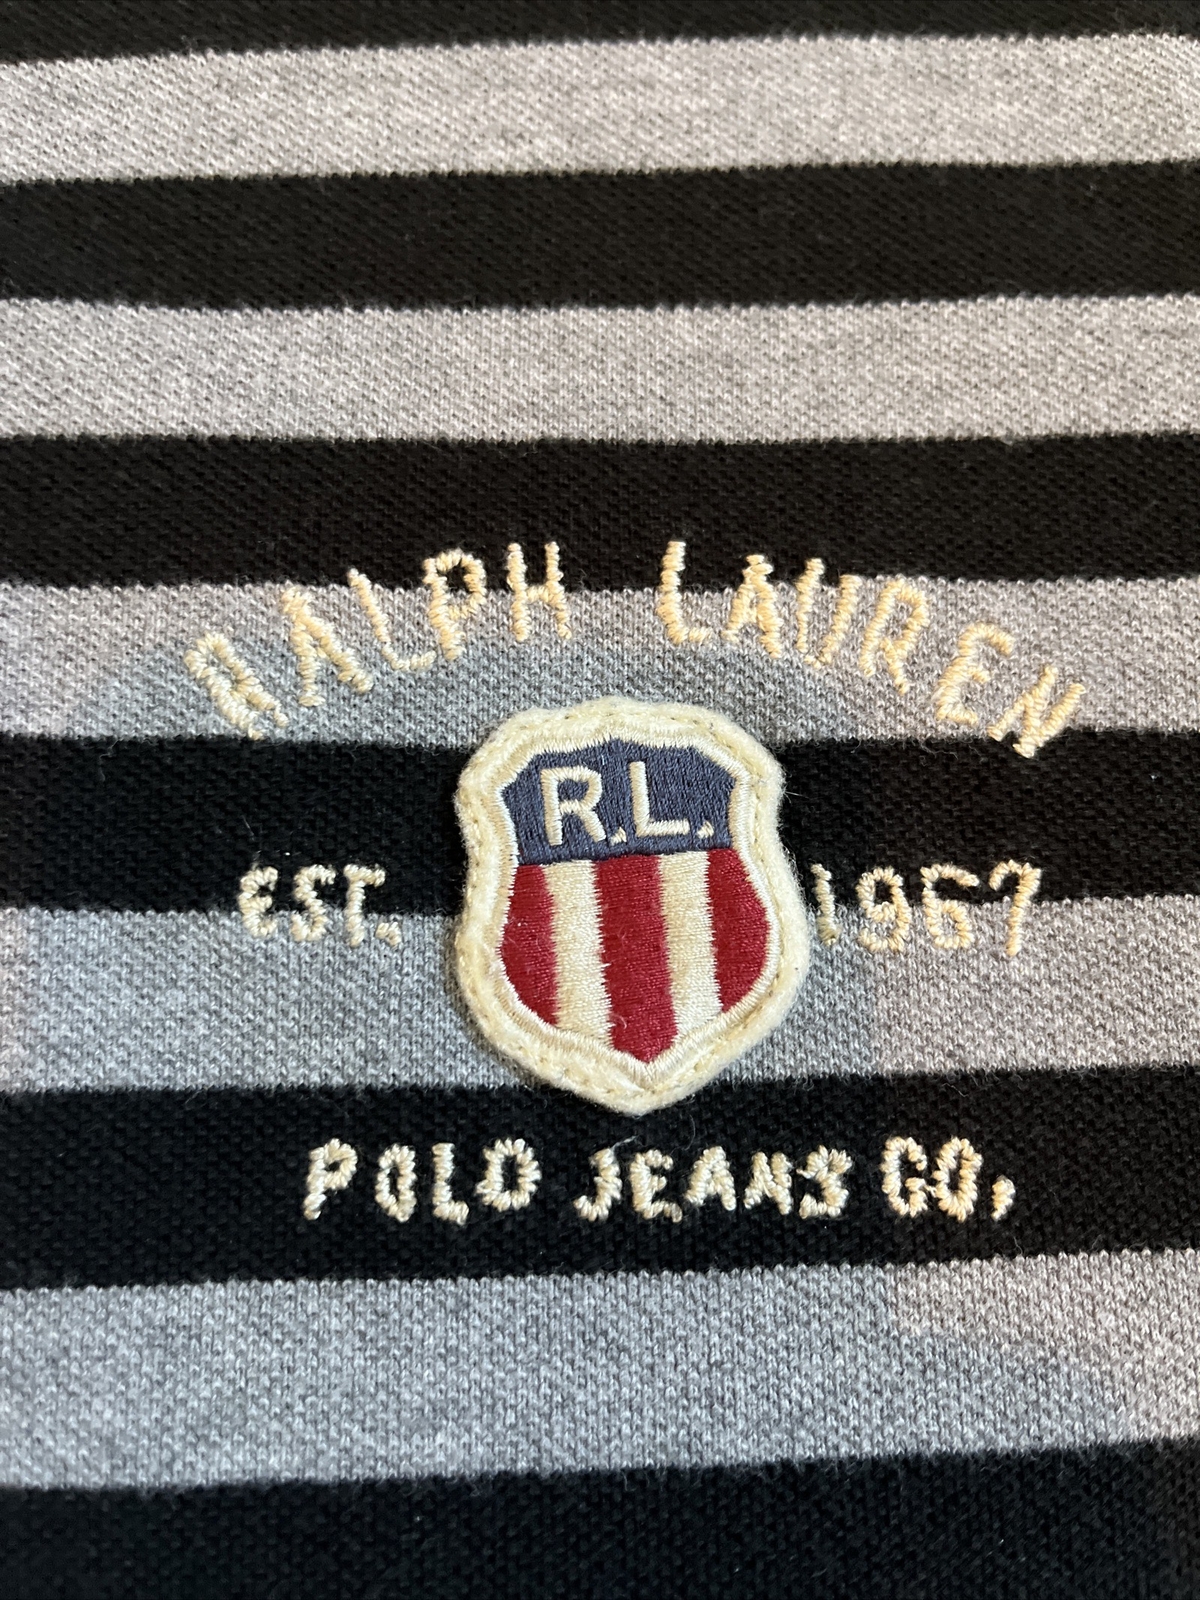 RALPH LAUREN
R.L.
EST. 1967
POLO JEANS CO,